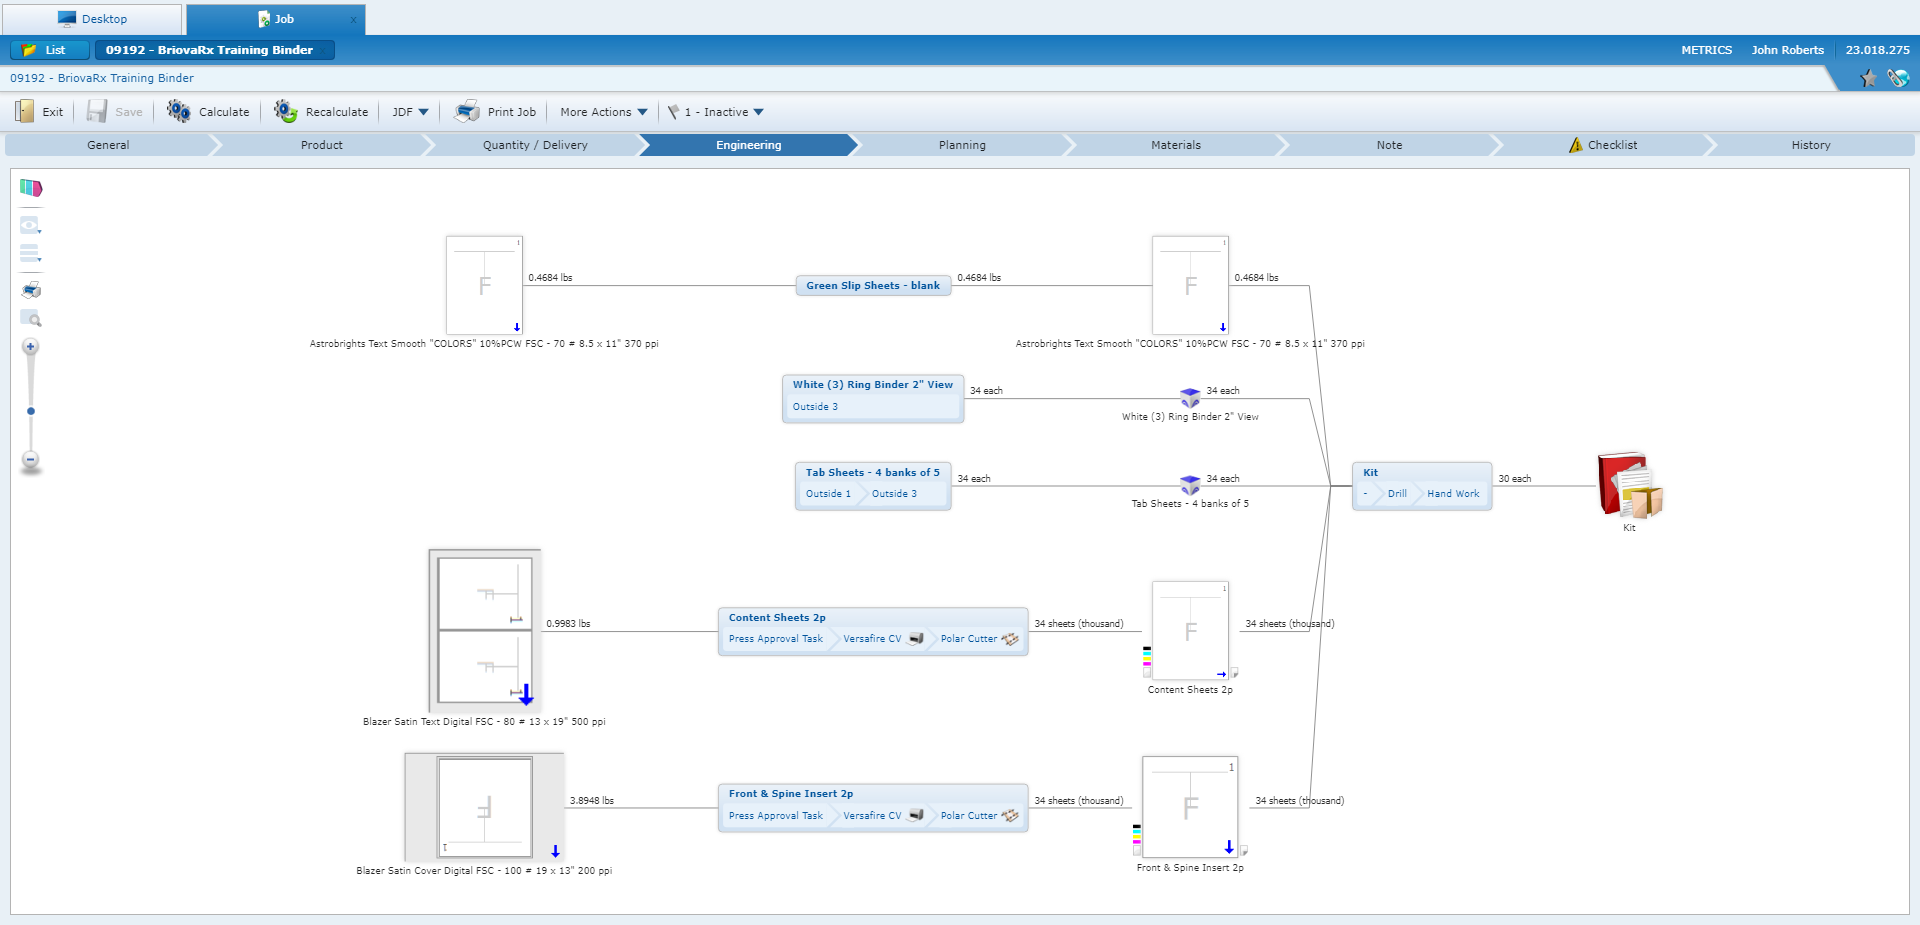 Desktop
Job
x
List
09192 - BriovaRx Training Binder
METRICS
John Roberts
23.018.275
09192 - BriovaRx Training Binder
Exit
Save
Calculate
Recalculate
JDF
Print Job
More Actions
1 - Inactive
General
Product
Quantity / Delivery
Engineering
Planning
Materials
Note
Checklist
History
1
F
0.4684 lbs
Green Slip Sheets - blank
0.4684 lbs
1
F
0.4684 lbs
Astrobrights Text Smooth "COLORS" 10%PCW FSC - 70 # 8.5 x 11" 370 ppi
Astrobrights Text Smooth "COLORS" 10%PCW FSC - 70 # 8.5 x 11" 370 ppi
White (3) Ring Binder 2" View
Outside 3
34 each
34 each
White (3) Ring Binder 2" View
Tab Sheets - 4 banks of 5
Outside 1
Outside 3
34 each
34 each
Tab Sheets - 4 banks of 5
Kit
-
Drill
Hand Work
30 each
Kit
F
F
0.9983 lbs
Content Sheets 2p
Press Approval Task
Versafire CV
Polar Cutter
34 sheets (thousand)
1
F
34 sheets (thousand)
Content Sheets 2p
Blazer Satin Text Digital FSC - 80 # 13 x 19" 500 ppi
F
1
3.8948 lbs
Front & Spine Insert 2p
Press Approval Task
Versafire CV
Polar Cutter
34 sheets (thousand)
1
F
34 sheets (thousand)
Front & Spine Insert 2p
Blazer Satin Cover Digital FSC - 100 # 19 x 13" 200 ppi